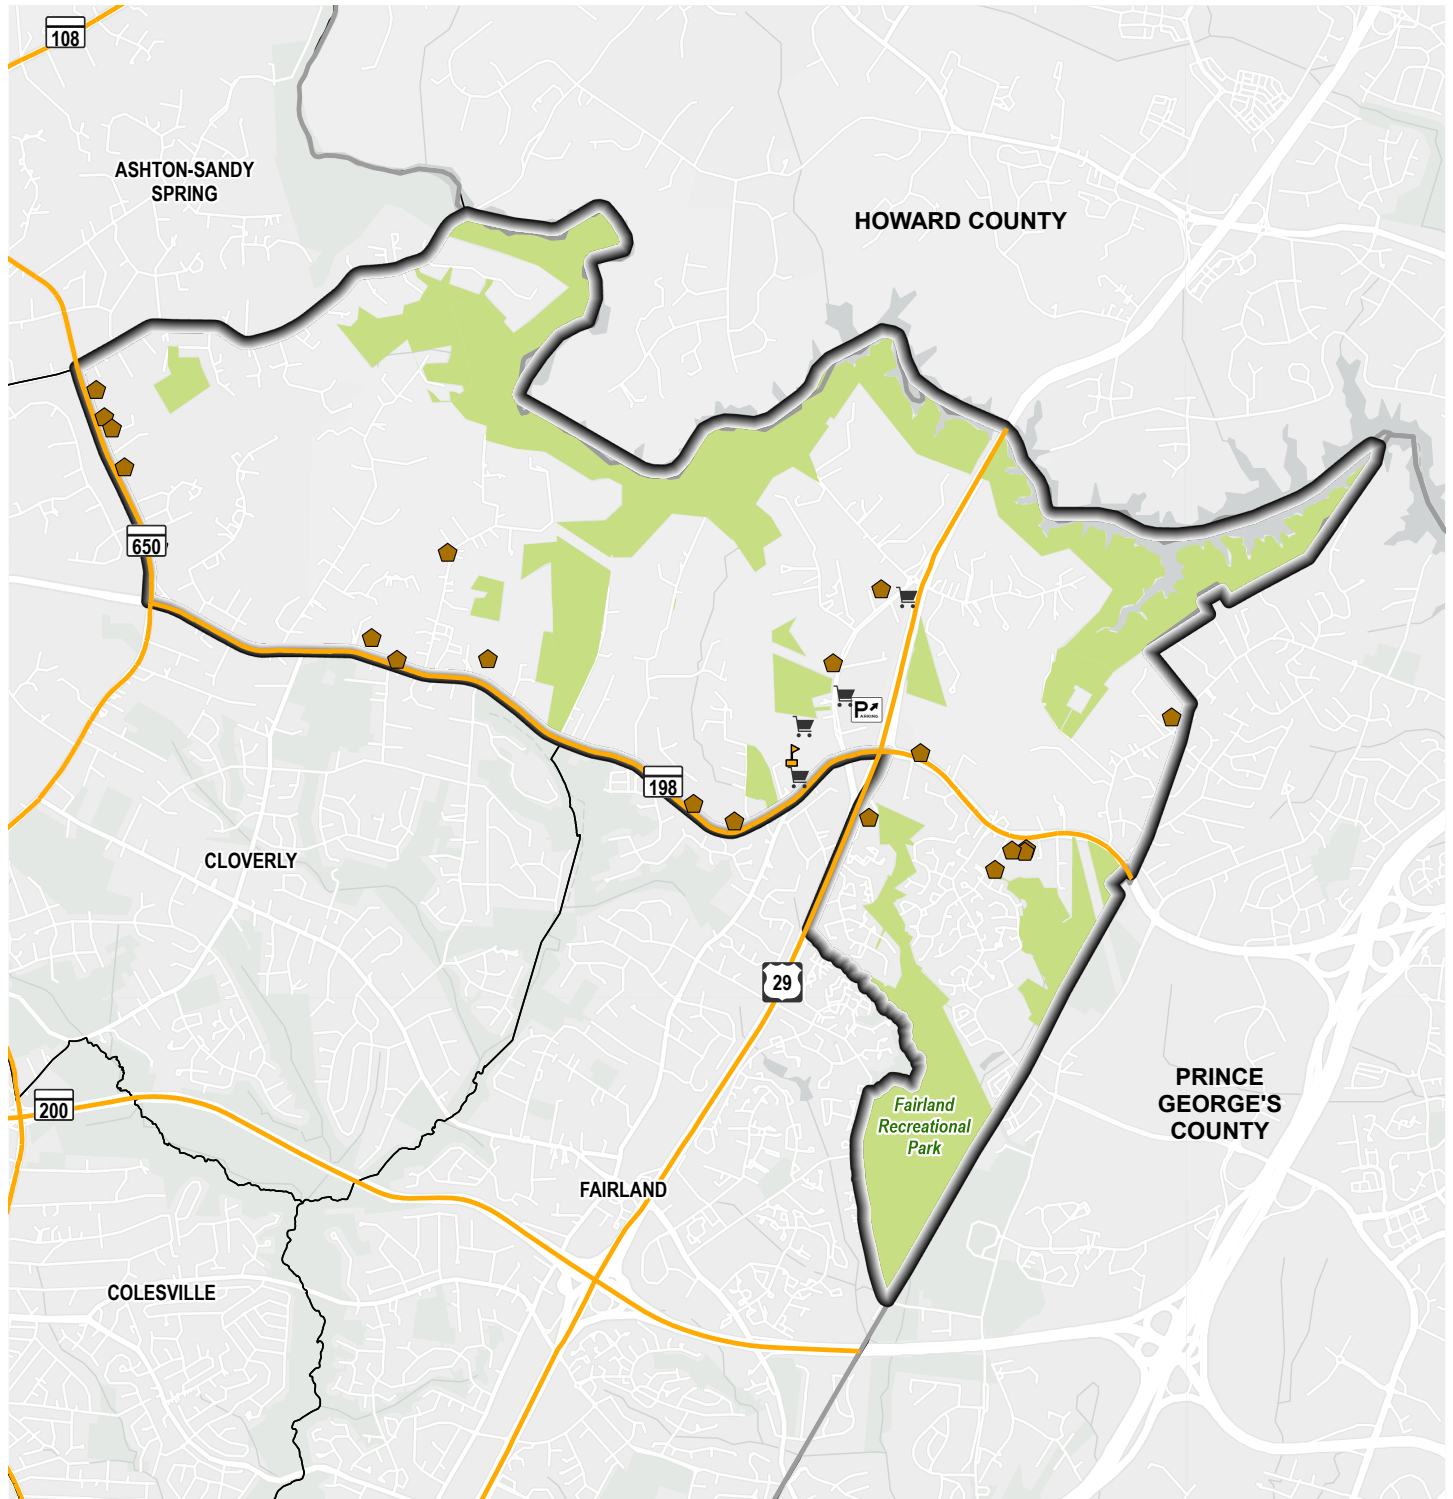 108
ASHTON-SANDY
SPRING
HOWARD COUNTY
650
P
ARKING
198
CLOVERLY
29
PRINCE
GEORGE'S
COUNTY
200
Fairland
Recreational
Park
FAIRLAND
COLESVILLE